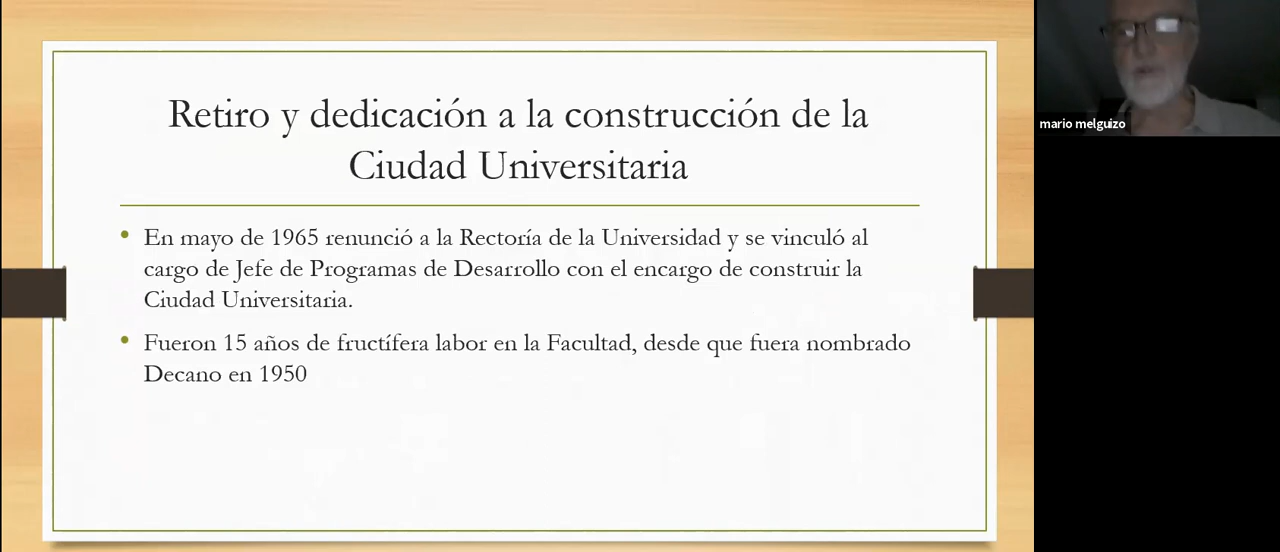 Retiro y dedicación a la construcción de la
Ciudad Universitaria
• En mayo de 1965 renunció a la Rectoría de la Universidad y se vinculó al
cargo de Jefe de Programas de Desarrollo con el encargo de construir la
Ciudad Universitaria.
• Fueron 15 años de fructífera labor en la Facultad, desde que fuera nombrado
Decano en 1950
mario melguizo